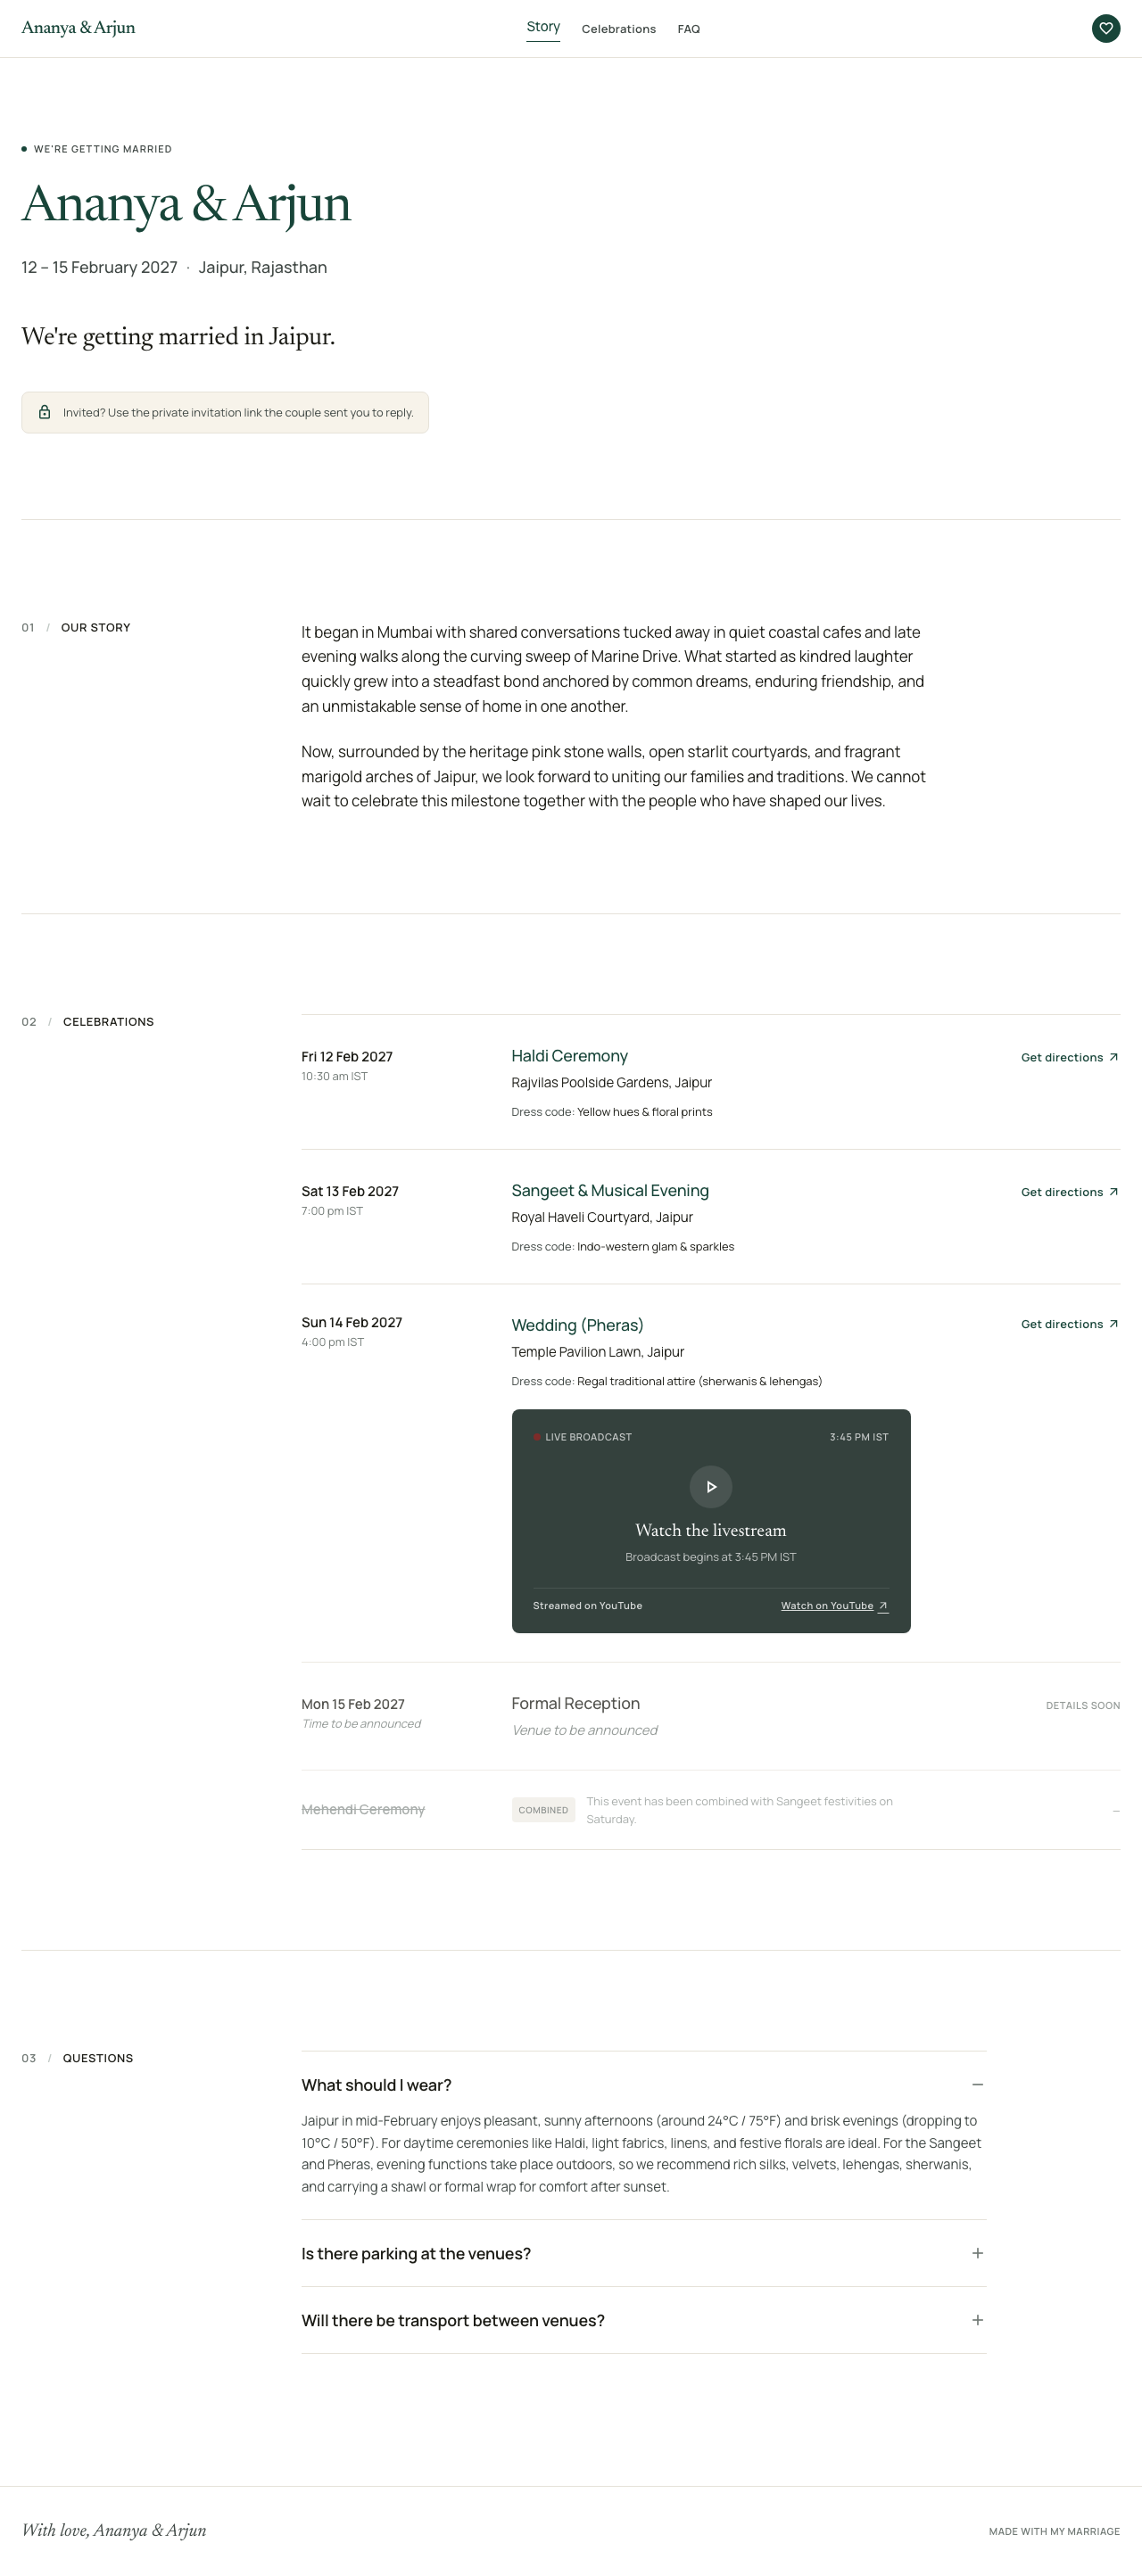 Ananya & Arjun
Story
Celebrations
FAQ
WE'RE GETTING MARRIED
Ananya & Arjun
12 – 15 February 2027 · Jaipur, Rajasthan
We're getting married in Jaipur.
Invited? Use the private invitation link the couple sent you to reply.
01 / OUR STORY
It began in Mumbai with shared conversations tucked away in quiet coastal cafes and late
evening walks along the curving sweep of Marine Drive. What started as kindred laughter
quickly grew into a steadfast bond anchored by common dreams, enduring friendship, and
an unmistakable sense of home in one another.
Now, surrounded by the heritage pink stone walls, open starlit courtyards, and fragrant
marigold arches of Jaipur, we look forward to uniting our families and traditions. We cannot
wait to celebrate this milestone together with the people who have shaped our lives.
02 / CELEBRATIONS
Fri 12 Feb 2027
10:30 am IST
Haldi Ceremony
Rajvilas Poolside Gardens, Jaipur
Dress code: Yellow hues & floral prints
Get directions
Sat 13 Feb 2027
7:00 pm IST
Sangeet & Musical Evening
Royal Haveli Courtyard, Jaipur
Dress code: Indo-western glam & sparkles
Get directions
Sun 14 Feb 2027
4:00 pm IST
Wedding (Pheras)
Temple Pavilion Lawn, Jaipur
Dress code: Regal traditional attire (sherwanis & lehengas)
Get directions
LIVE BROADCAST
3:45 PM IST
Watch the livestream
Broadcast begins at 3:45 PM IST
Streamed on YouTube
Watch on YouTube
Mon 15 Feb 2027
Time to be announced
Formal Reception
Venue to be announced
DETAILS SOON
Mehendi Ceremony
COMBINED
This event has been combined with Sangeet festivities on
Saturday.
–
03 / QUESTIONS
What should I wear?
Jaipur in mid-February enjoys pleasant, sunny afternoons (around 24°C / 75°F) and brisk evenings (dropping to
10°C / 50°F). For daytime ceremonies like Haldi, light fabrics, linens, and festive florals are ideal. For the Sangeet
and Pheras, evening functions take place outdoors, so we recommend rich silks, velvets, lehengas, sherwanis,
and carrying a shawl or formal wrap for comfort after sunset.
Is there parking at the venues?
Will there be transport between venues?
With love, Ananya & Arjun
MADE WITH MY MARRIAGE